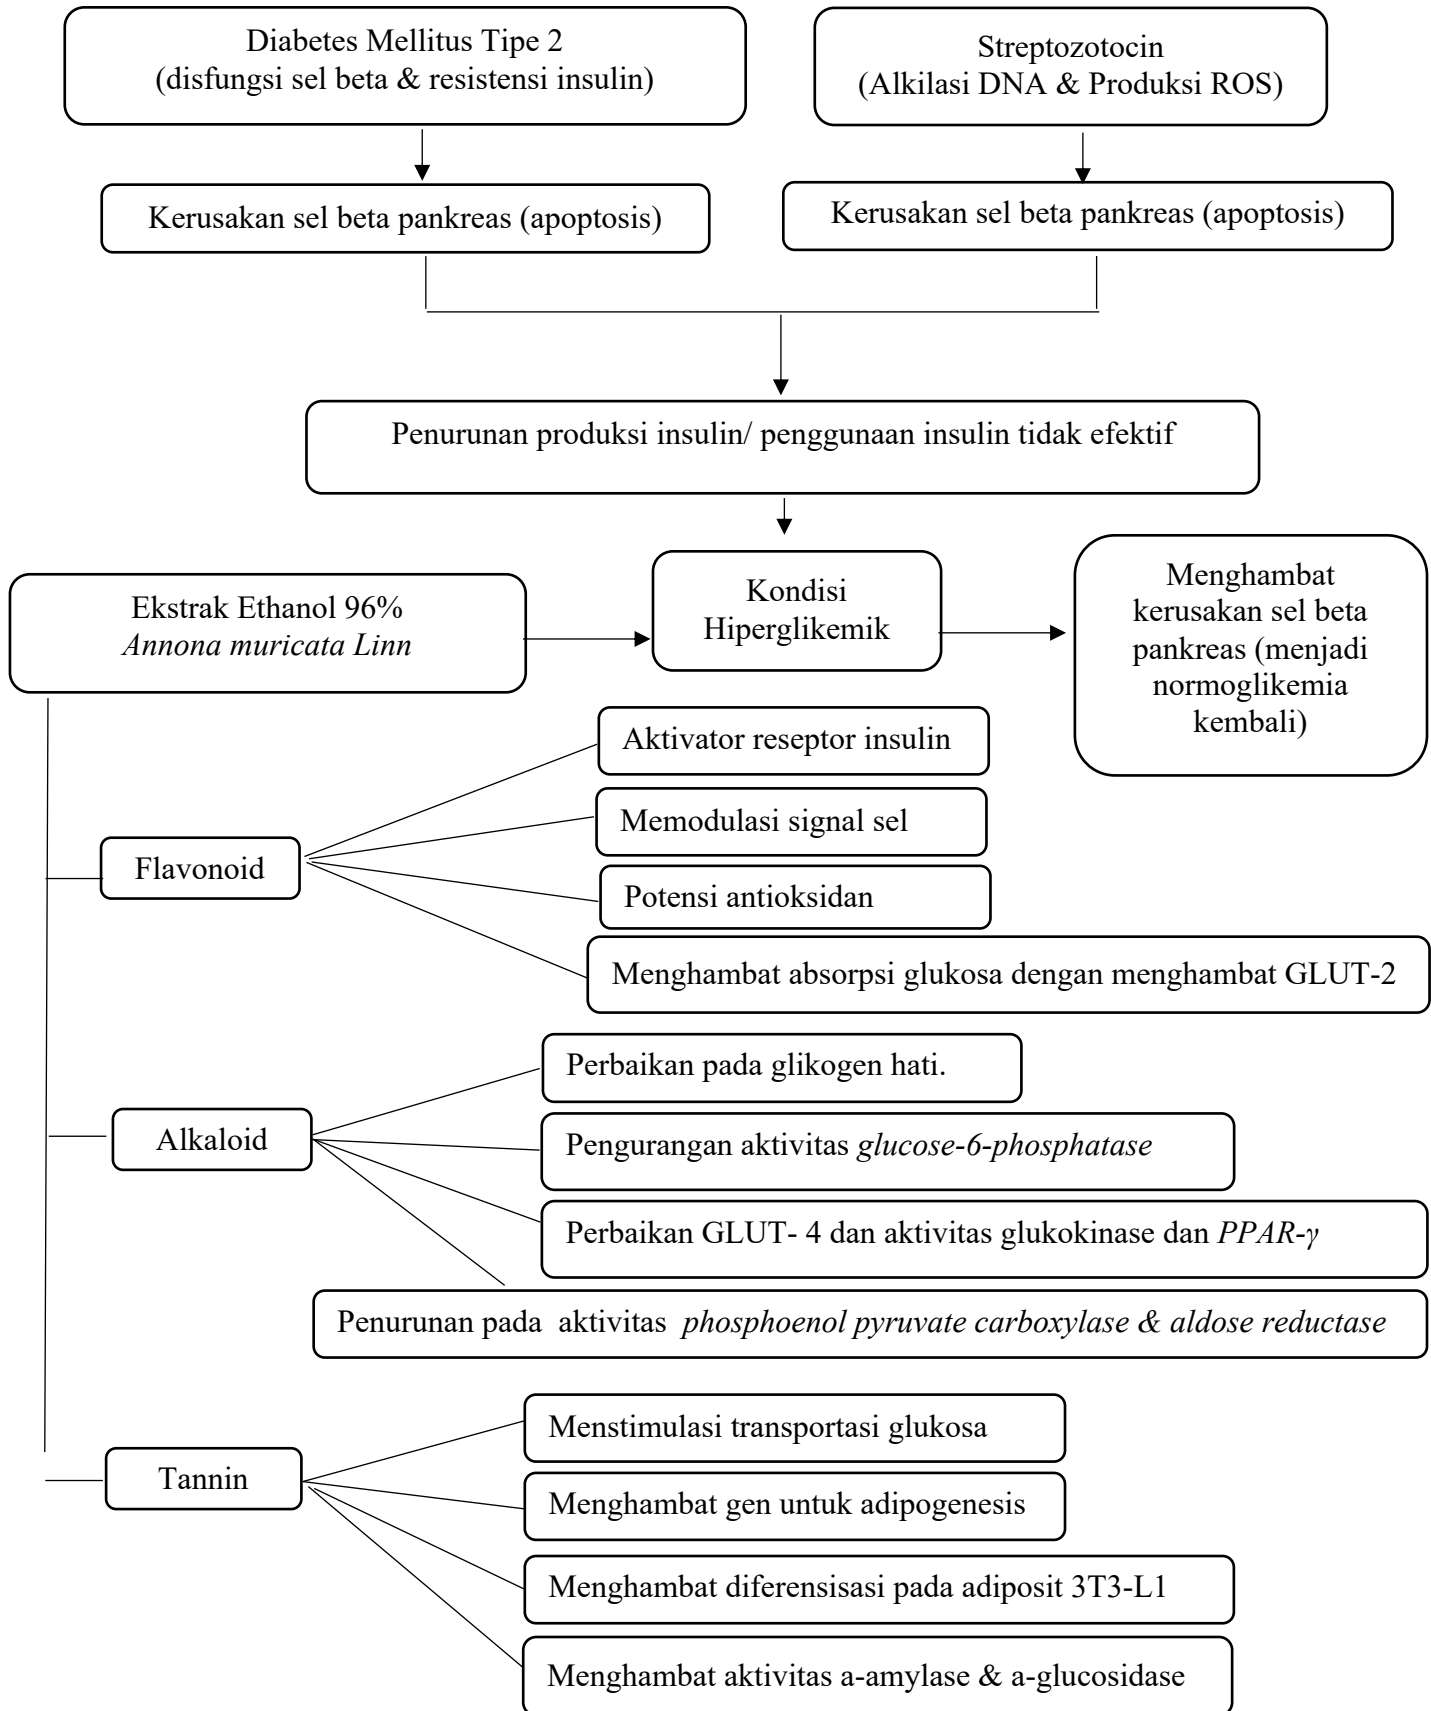 Diabetes Mellitus Tipe 2
(disfungsi sel beta & resistensi insulin)
Streptozotocin
(Alkilasi DNA & Produksi ROS)
Kerusakan sel beta pankreas (apoptosis)
Kerusakan sel beta pankreas (apoptosis)
Penurunan produksi insulin/ penggunaan insulin tidak efektif
Ekstrak Ethanol 96%
Annona muricata Linn
Kondisi
Hiperglikemik
Menghambat
kerusakan sel beta
pankreas (menjadi
normoglikemia
kembali)
Flavonoid
Aktivator reseptor insulin
Memodulasi signal sel
Potensi antioksidan
Menghambat absorpsi glukosa dengan menghambat GLUT-2
Alkaloid
Perbaikan pada glikogen hati.
Pengurangan aktivitas glucose-6-phosphatase
Perbaikan GLUT- 4 dan aktivitas glukokinase dan PPAR-γ
Penurunan pada aktivitas phosphoenol pyruvate carboxylase & aldose reductase
Tannin
Menstimulasi transportasi glukosa
Menghambat gen untuk adipogenesis
Menghambat diferensisasi pada adiposit 3T3-L1
Menghambat aktivitas a-amylase & a-glucosidase